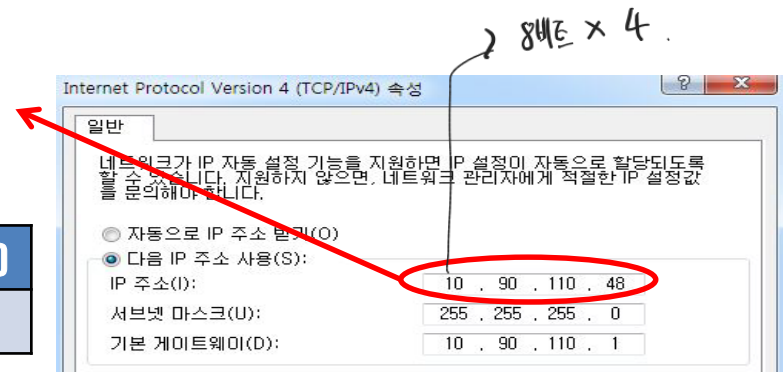 8비트 × 4.
Internet Protocol Version 4 (TCP/IPv4) 속성
일반
네트워크가 IP 자동 설정 기능을 지원하면 IP 설정이 자동으로 할당되도록
할 수 있습니다. 지원하지 않으면, 네트워크 관리자에게 적절한 IP 설정값
을 문의해야 합니다.
자동으로 IP 주소 받기(O)
다음 IP 주소 사용(S):
IP 주소(I): 10 . 90 . 110 . 48
서브넷 마스크(U): 255 . 255 . 255 . 0
기본 게이트웨이(D): 10 . 90 . 110 . 1